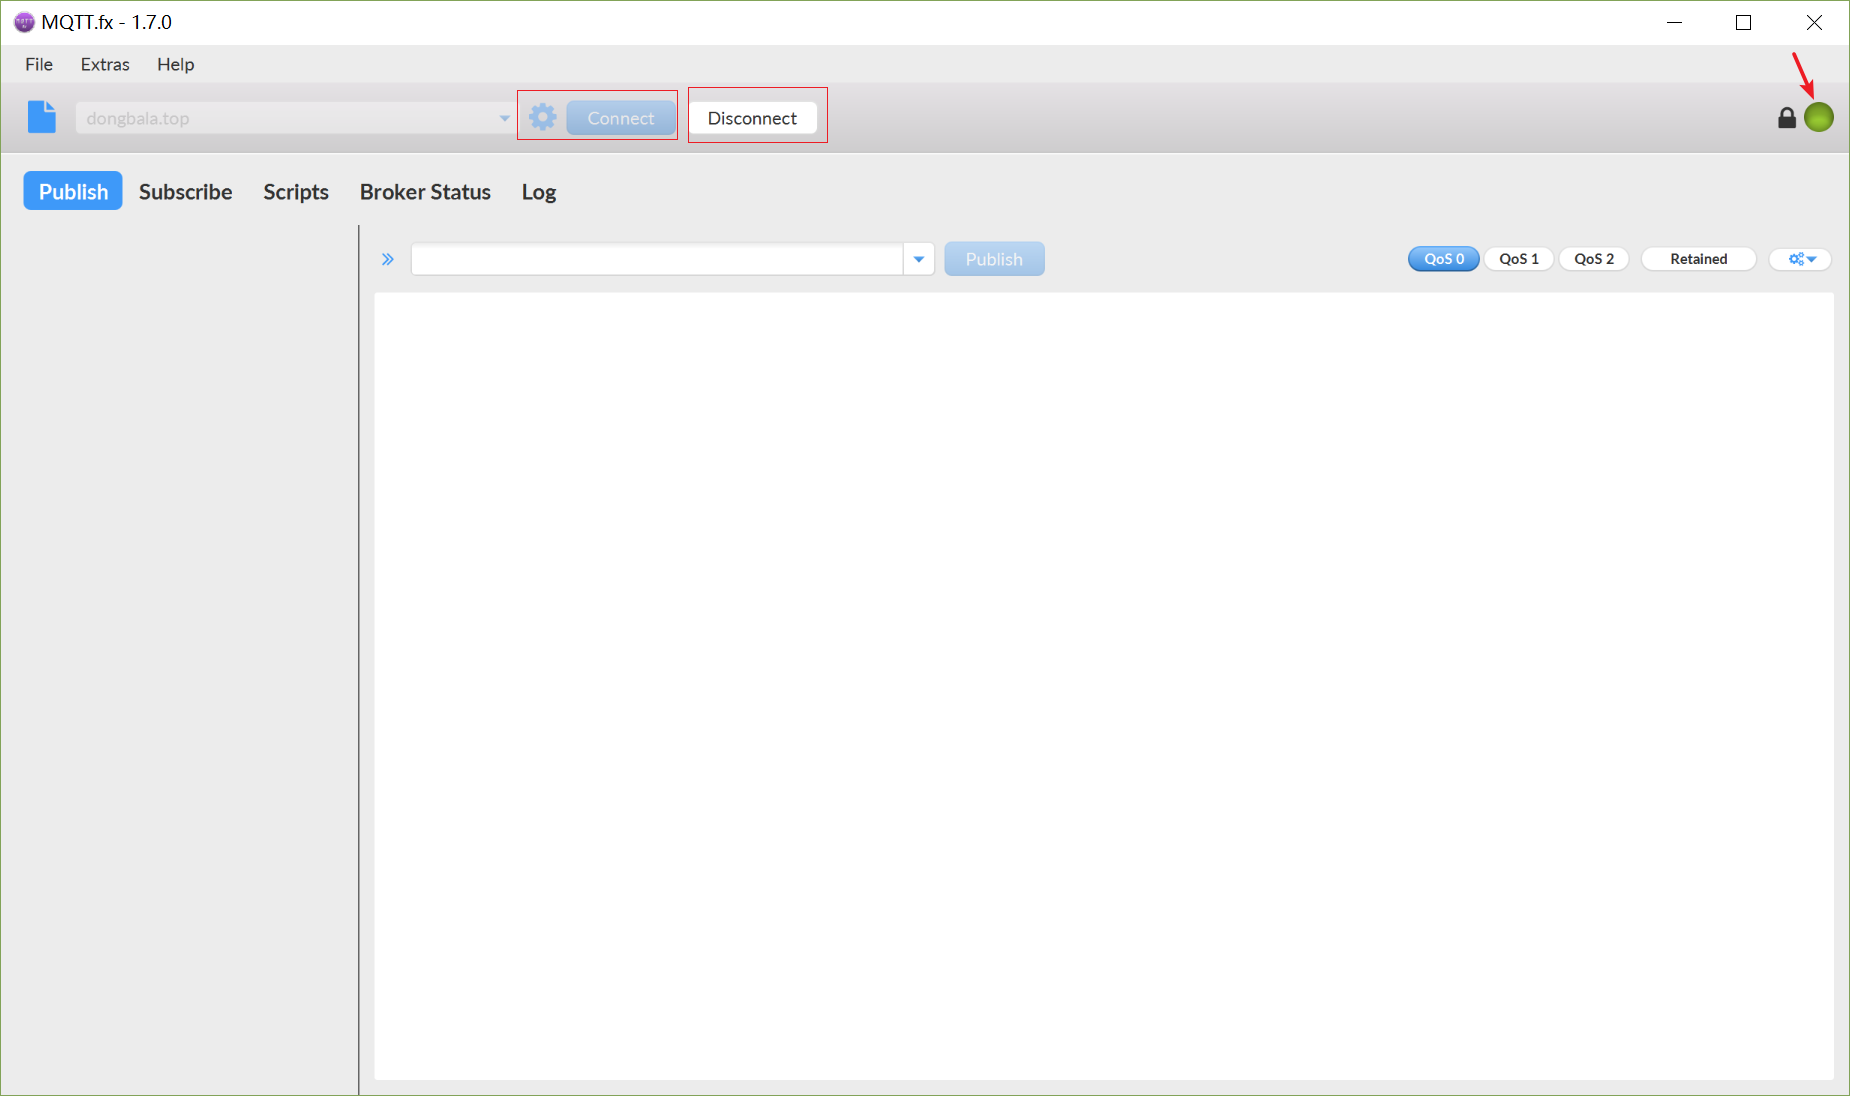 MQTT.fx - 1.7.0
File Extras Help
dongbala.top Connect Disconnect
Publish Subscribe Scripts Broker Status Log
Publish QoS 0 QoS 1 QoS 2 Retained